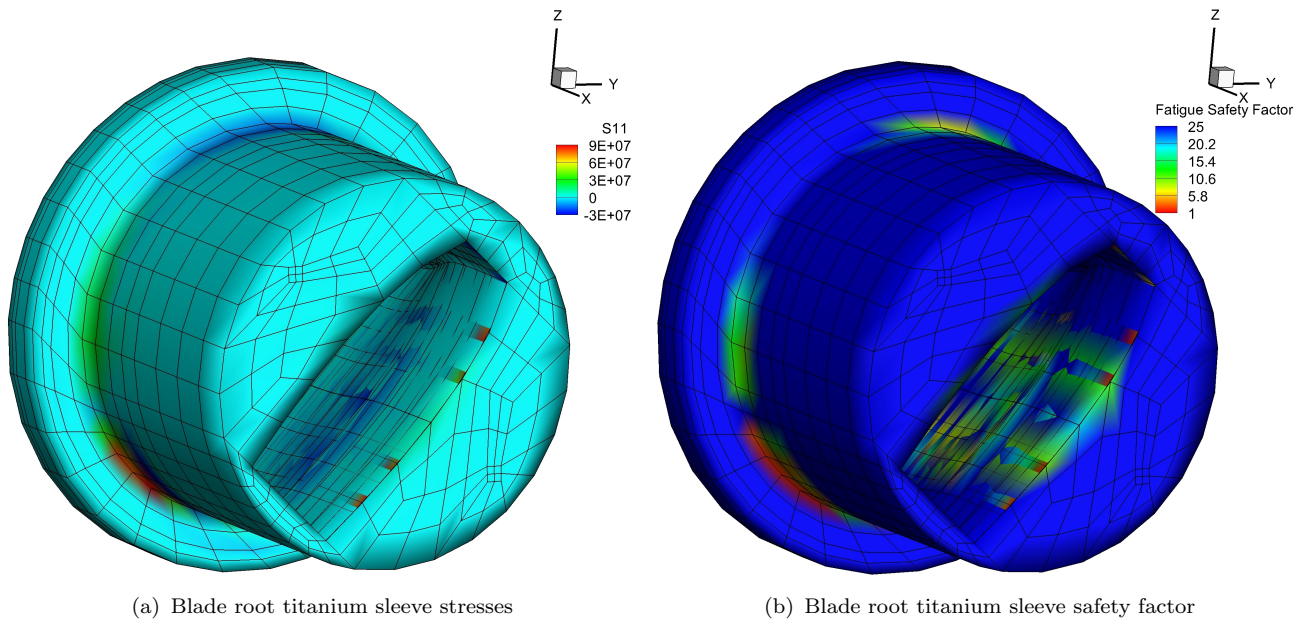 Z
Y
X
S11
9E+07
6E+07
3E+07
0
-3E+07
(a) Blade root titanium sleeve stresses
Z
Y
X
Fatigue Safety Factor
25
20.2
15.4
10.6
5.8
1
(b) Blade root titanium sleeve safety factor